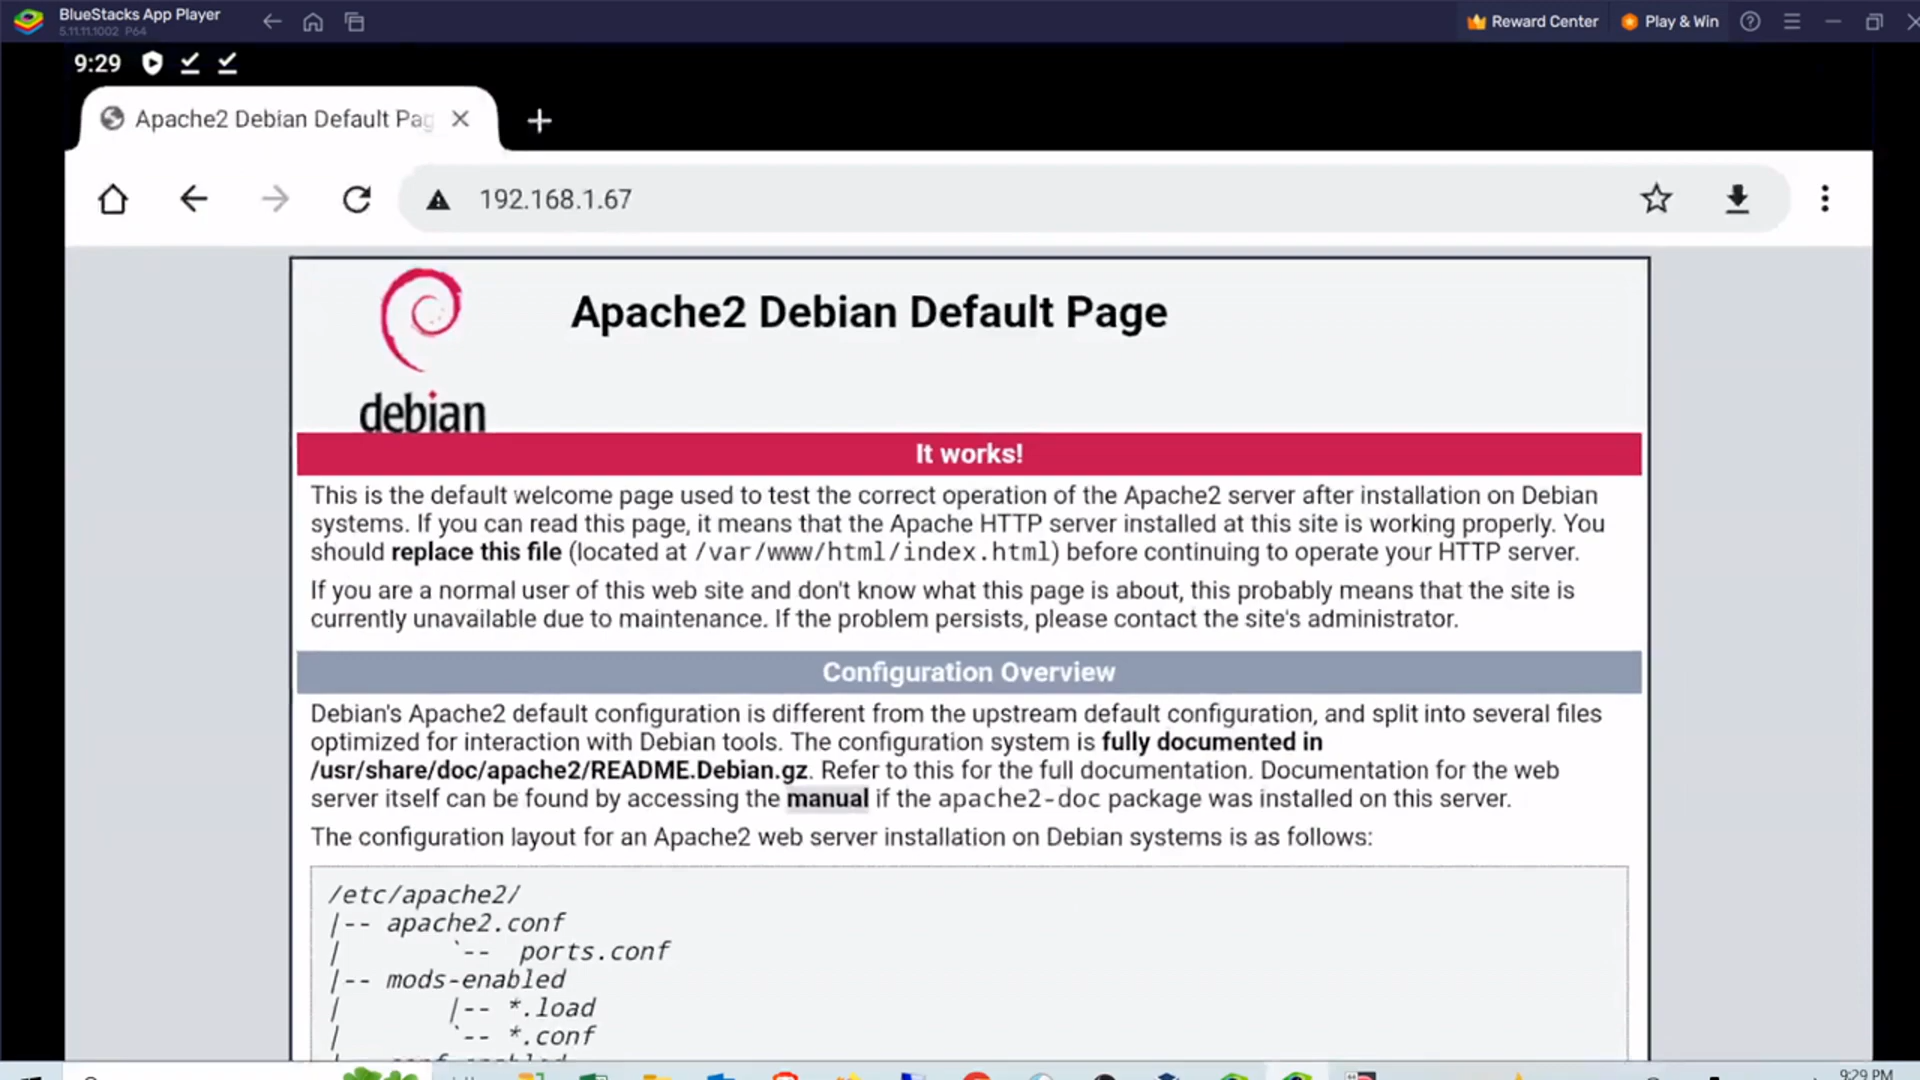 BlueStacks App Player
5.11.11.1002 P64
Reward Center
Play & Win
9:29
Apache2 Debian Default Pag
192.168.1.67
debian
Apache2 Debian Default Page
It works!
This is the default welcome page used to test the correct operation of the Apache2 server after installation on Debian
systems. If you can read this page, it means that the Apache HTTP server installed at this site is working properly. You
should replace this file (located at /var/www/html/index.html) before continuing to operate your HTTP server.
If you are a normal user of this web site and don't know what this page is about, this probably means that the site is
currently unavailable due to maintenance. If the problem persists, please contact the site's administrator.
Configuration Overview
Debian's Apache2 default configuration is different from the upstream default configuration, and split into several files
optimized for interaction with Debian tools. The configuration system is fully documented in
/usr/share/doc/apache2/README.Debian.gz. Refer to this for the full documentation. Documentation for the web
server itself can be found by accessing the manual if the apache2-doc package was installed on this server.
The configuration layout for an Apache2 web server installation on Debian systems is as follows:
/etc/apache2/
|-- apache2.conf
|       `--  ports.conf
|-- mods-enabled
|       |-- *.load
|       `-- *.conf
|-- conf-enabled
9:29 PM